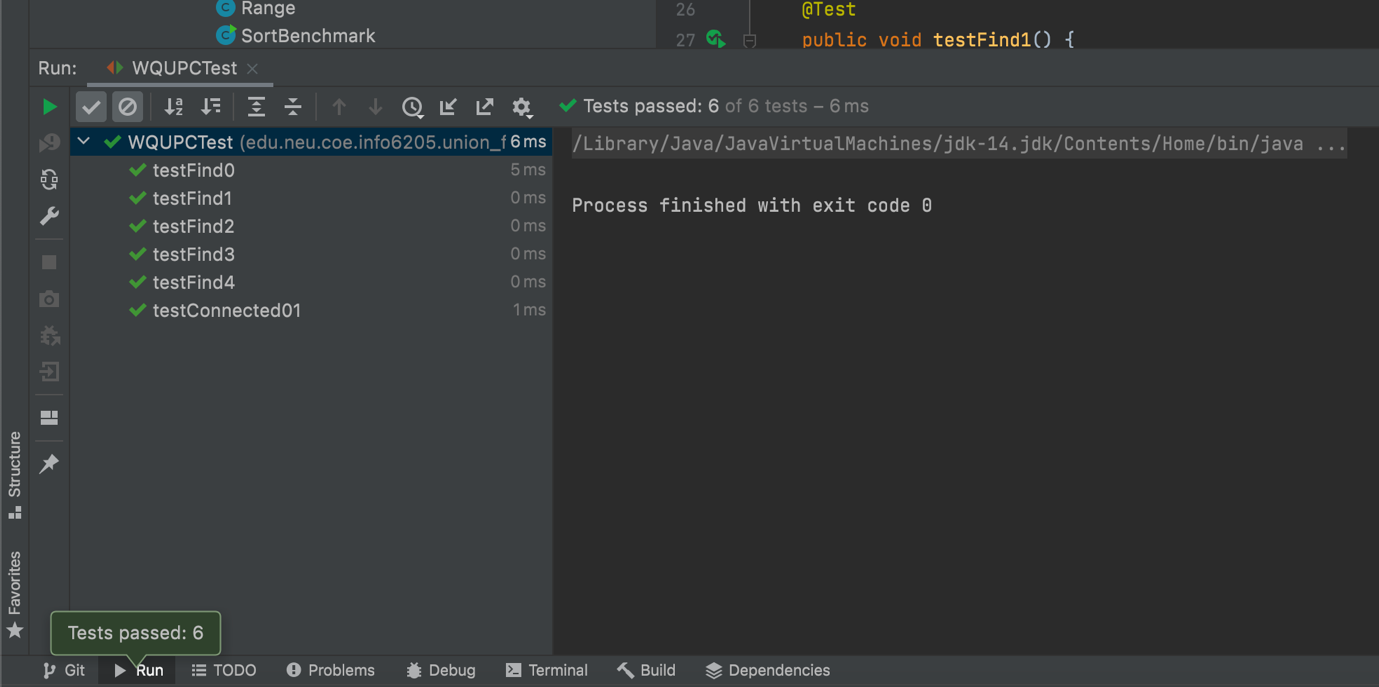 Range
SortBenchmark
26 @Test
27 public void testFind1() {
Run: WQUPCTest
Tests passed: 6 of 6 tests – 6 ms
WQUPCTest (edu.neu.coe.info6205.union_f 6 ms
testFind0 5 ms
testFind1 0 ms
testFind2 0 ms
testFind3 0 ms
testFind4 0 ms
testConnected01 1 ms
/Library/Java/JavaVirtualMachines/jdk-14.jdk/Contents/Home/bin/java ...
Process finished with exit code 0
Structure
Favorites
Tests passed: 6
Git Run TODO Problems Debug Terminal Build Dependencies